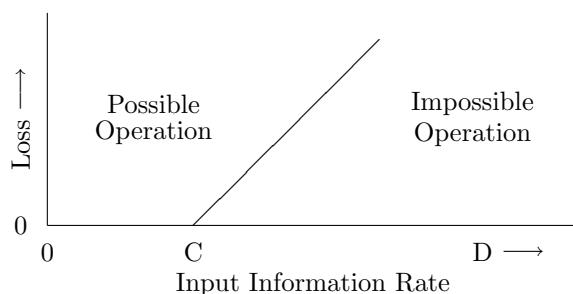 Loss →
Possible
Operation
Impossible
Operation
0
0
C
D →
Input Information Rate